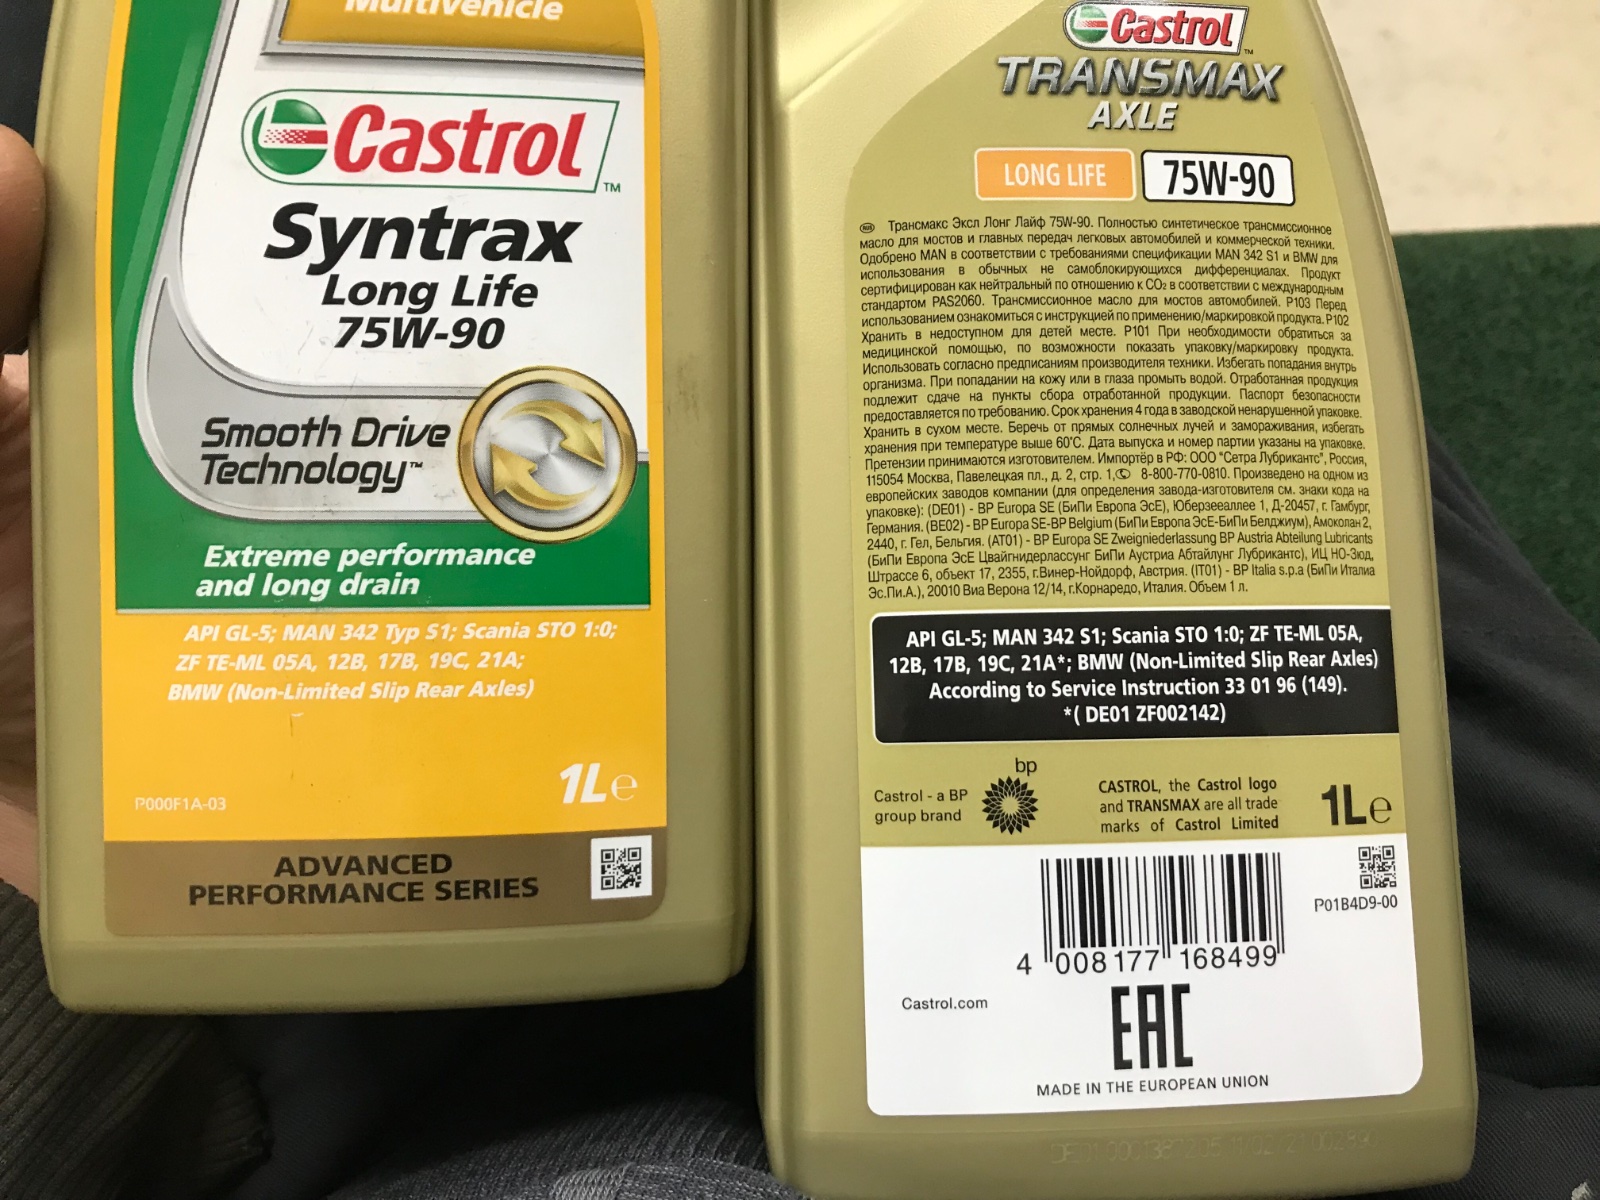 Multivehicle
Castrol™
Syntrax
Long Life
75W-90
Smooth Drive
Technology™
Extreme performance
and long drain
API GL-5; MAN 342 Typ S1; Scania STO 1:0;
ZF TE-ML 05A, 12B, 17B, 19C, 21A;
BMW (Non-Limited Slip Rear Axles)
1L e
P000F1A-03
ADVANCED
PERFORMANCE SERIES
Castrol™
TRANSMAX
AXLE
LONG LIFE 75W-90
RUS Трансмакс Эксл Лонг Лайф 75W-90. Полностью синтетическое трансмиссионное
масло для мостов и главных передач легковых автомобилей и коммерческой техники.
Одобрено MAN в соответствии с требованиями спецификации MAN 342 S1 и BMW для
использования в обычных не самоблокирующихся дифференциалах. Продукт
сертифицирован как нейтральный по отношению к CO₂ в соответствии с международным
стандартом PAS2060. Трансмиссионное масло для мостов автомобилей. P103 Перед
использованием ознакомиться с инструкцией по применению/маркировкой продукта. P102
Хранить в недоступном для детей месте. P101 При необходимости обратиться за
медицинской помощью, по возможности показать упаковку/маркировку продукта.
Использовать согласно предписаниям производителя техники. Избегать попадания внутрь
организма. При попадании на кожу или в глаза промыть водой. Отработанная продукция
подлежит сдаче на пункты сбора отработанной продукции. Паспорт безопасности
предоставляется по требованию. Срок хранения 4 года в заводской ненарушенной упаковке.
Хранить в сухом месте. Беречь от прямых солнечных лучей и замораживания, избегать
хранения при температуре выше 60°С. Дата выпуска и номер партии указаны на упаковке.
Претензии принимаются изготовителем. Импортёр в РФ: ООО "Сетра Лубрикантс", Россия,
115054 Москва, Павелецкая пл., д. 2, стр. 1, 8-800-770-0810. Произведено на одном из
европейских заводов компании (для определения завода-изготовителя см. знаки кода на
упаковке): (DE01) - BP Europa SE (БиПи Европа ЭсЕ), Юберзееаллее 1, Д-20457, г. Гамбург,
Германия. (BE02) - BP Europa SE-BP Belgium (БиПи Европа ЭсЕ-БиПи Белджиум), Амоколан 2,
2440, г. Гел, Бельгия. (AT01) - BP Europa SE Zweigniederlassung BP Austria Abteilung Lubricants
(БиПи Европа ЭсЕ Цвайгнидерлассунг БиПи Аустриа Абтайлунг Лубрикантс), ИЦ НО-Зюд,
Штрассе 6, объект 17, 2355, г.Винер-Нойдорф, Австрия. (IT01) - BP Italia s.p.a (БиПи Италиа
Эс.Пи.А.), 20010 Виа Верона 12/14, г.Корнаредо, Италия. Объем 1 л.
API GL-5; MAN 342 S1; Scania STO 1:0; ZF TE-ML 05A,
12B, 17B, 19C, 21A*; BMW (Non-Limited Slip Rear Axles)
According to Service Instruction 33 01 96 (149).
*( DE01 ZF002142)
bp
Castrol - a BP
group brand
CASTROL, the Castrol logo
and TRANSMAX are all trade
marks of Castrol Limited
1L e
P01B4D9-00
4 008177 168499
Castrol.com
EAC
MADE IN THE EUROPEAN UNION